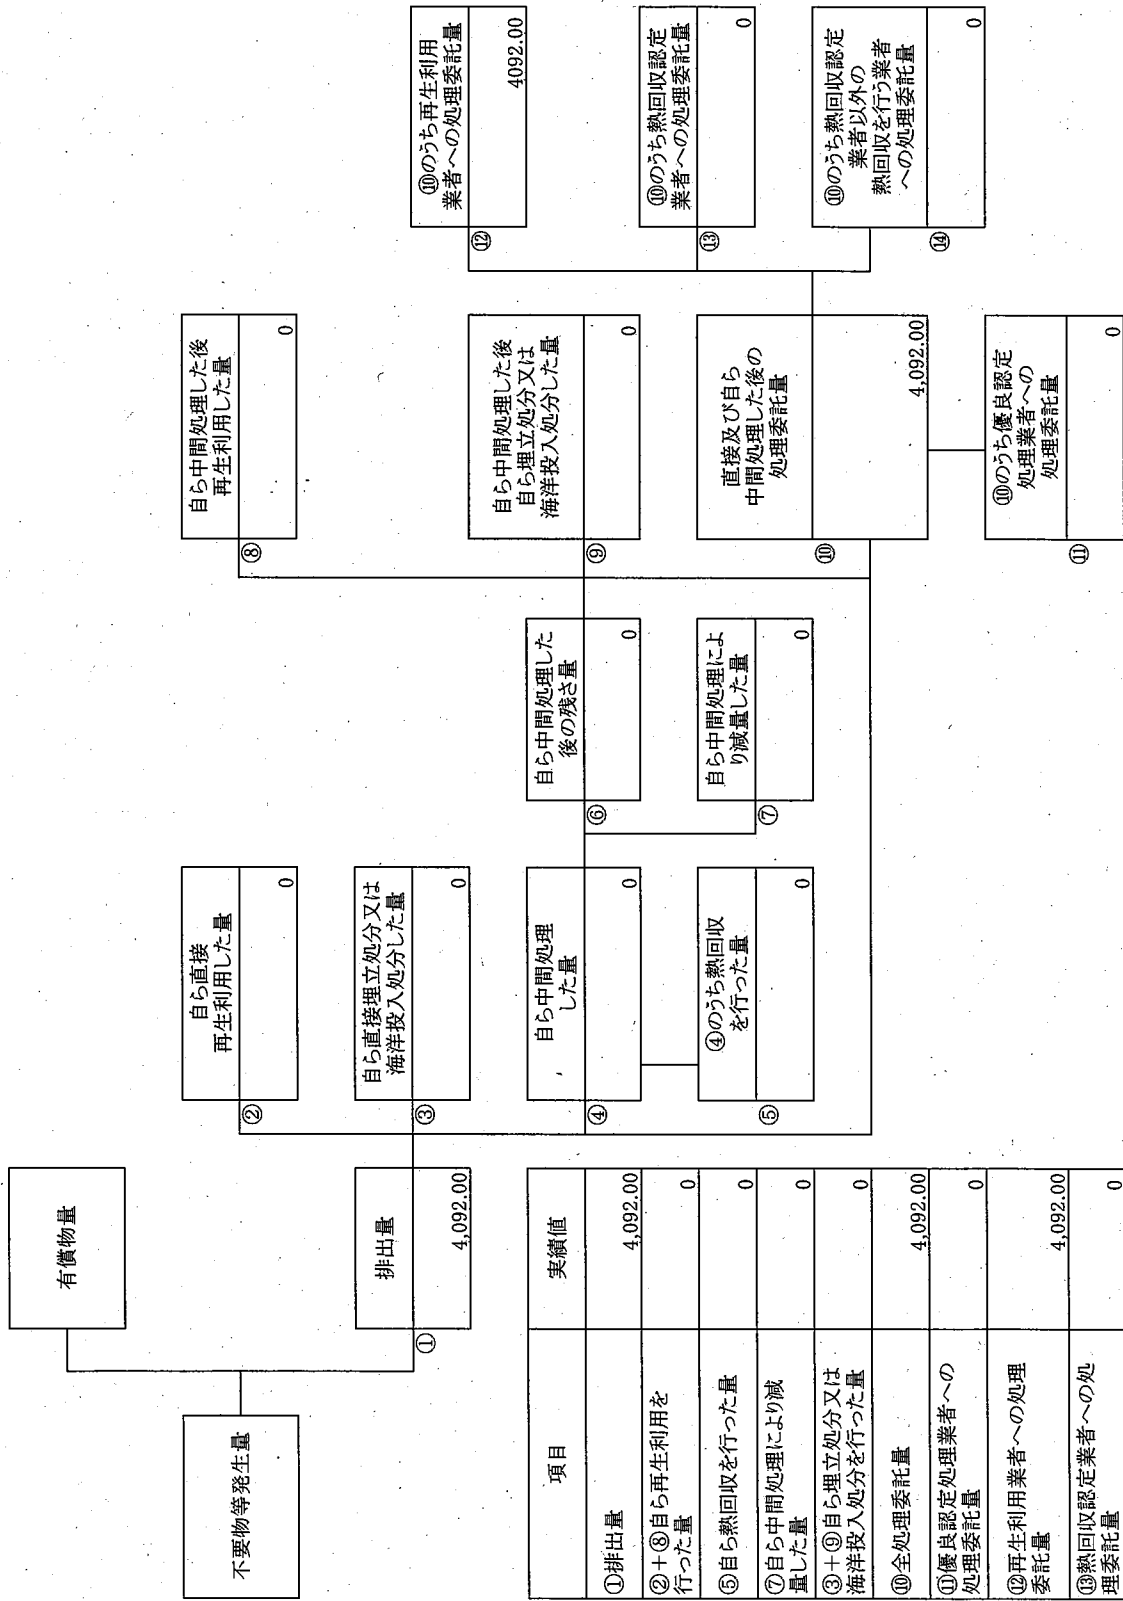 不要物等発生量
有償物量
①
排出量
4,092.00
②
自ら直接
再生利用した量
0
③
自ら直接埋立処分又は
海洋投入処分した量
0
④
自ら中間処理
した量
0
⑤
④のうち熱回収
を行った量
0
⑥
自ら中間処理した
後の残さ量
0
⑦
自ら中間処理によ
り減量した量
0
⑧
自ら中間処理した後
再生利用した量
0
⑨
自ら中間処理した後
自ら埋立処分又は
海洋投入処分した量
0
⑩
直接及び自ら
中間処理した後の
処理委託量
4,092.00
⑪
⑩のうち優良認定
処理業者への
処理委託量
0
⑫
⑩のうち再生利用
業者への処理委託量
4092.00
⑬
⑩のうち熱回収認定
業者への処理委託量
0
⑭
⑩のうち熱回収認定
業者以外の
熱回収を行う業者
への処理委託量
0
項目 実績値
①排出量 4,092.00
②+⑧自ら再生利用を
行った量 0
⑤自ら熱回収を行った量 0
⑦自ら中間処理により減
量した量 0
③+⑨自ら埋立処分又は
海洋投入処分を行った量 0
⑩全処理委託量 4,092.00
⑪優良認定処理業者への
処理委託量 0
⑫再生利用業者への処理
委託量 4,092.00
⑬熱回収認定業者への処
理委託量 0